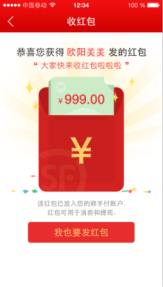 中国移动 12:34 100%
收红包
恭喜您获得 欧阳美美 发的红包
“ 大家快来收红包啦啦啦 ”
¥999.00
¥
该红包已放入您的顺手付账户,
红包可用于消费和提现.
我也要发红包